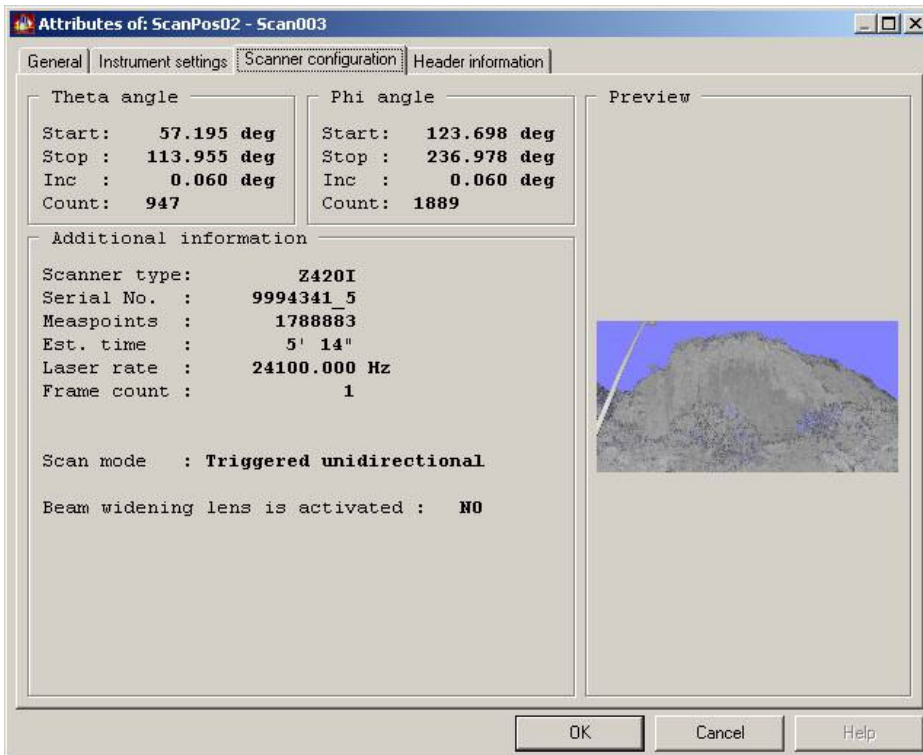 Attributes of: ScanPos02 - Scan003
General Instrument settings Scanner configuration Header information
Theta angle
Start: 57.195 deg
Stop : 113.955 deg
Inc : 0.060 deg
Count: 947
Phi angle
Start: 123.698 deg
Stop : 236.978 deg
Inc : 0.060 deg
Count: 1889
Preview
Additional information
Scanner type: Z420I
Serial No. : 9994341_5
Measpoints : 1788883
Est. time : 5' 14"
Laser rate : 24100.000 Hz
Frame count : 1
Scan mode : Triggered unidirectional
Beam widening lens is activated : NO
OK Cancel Help